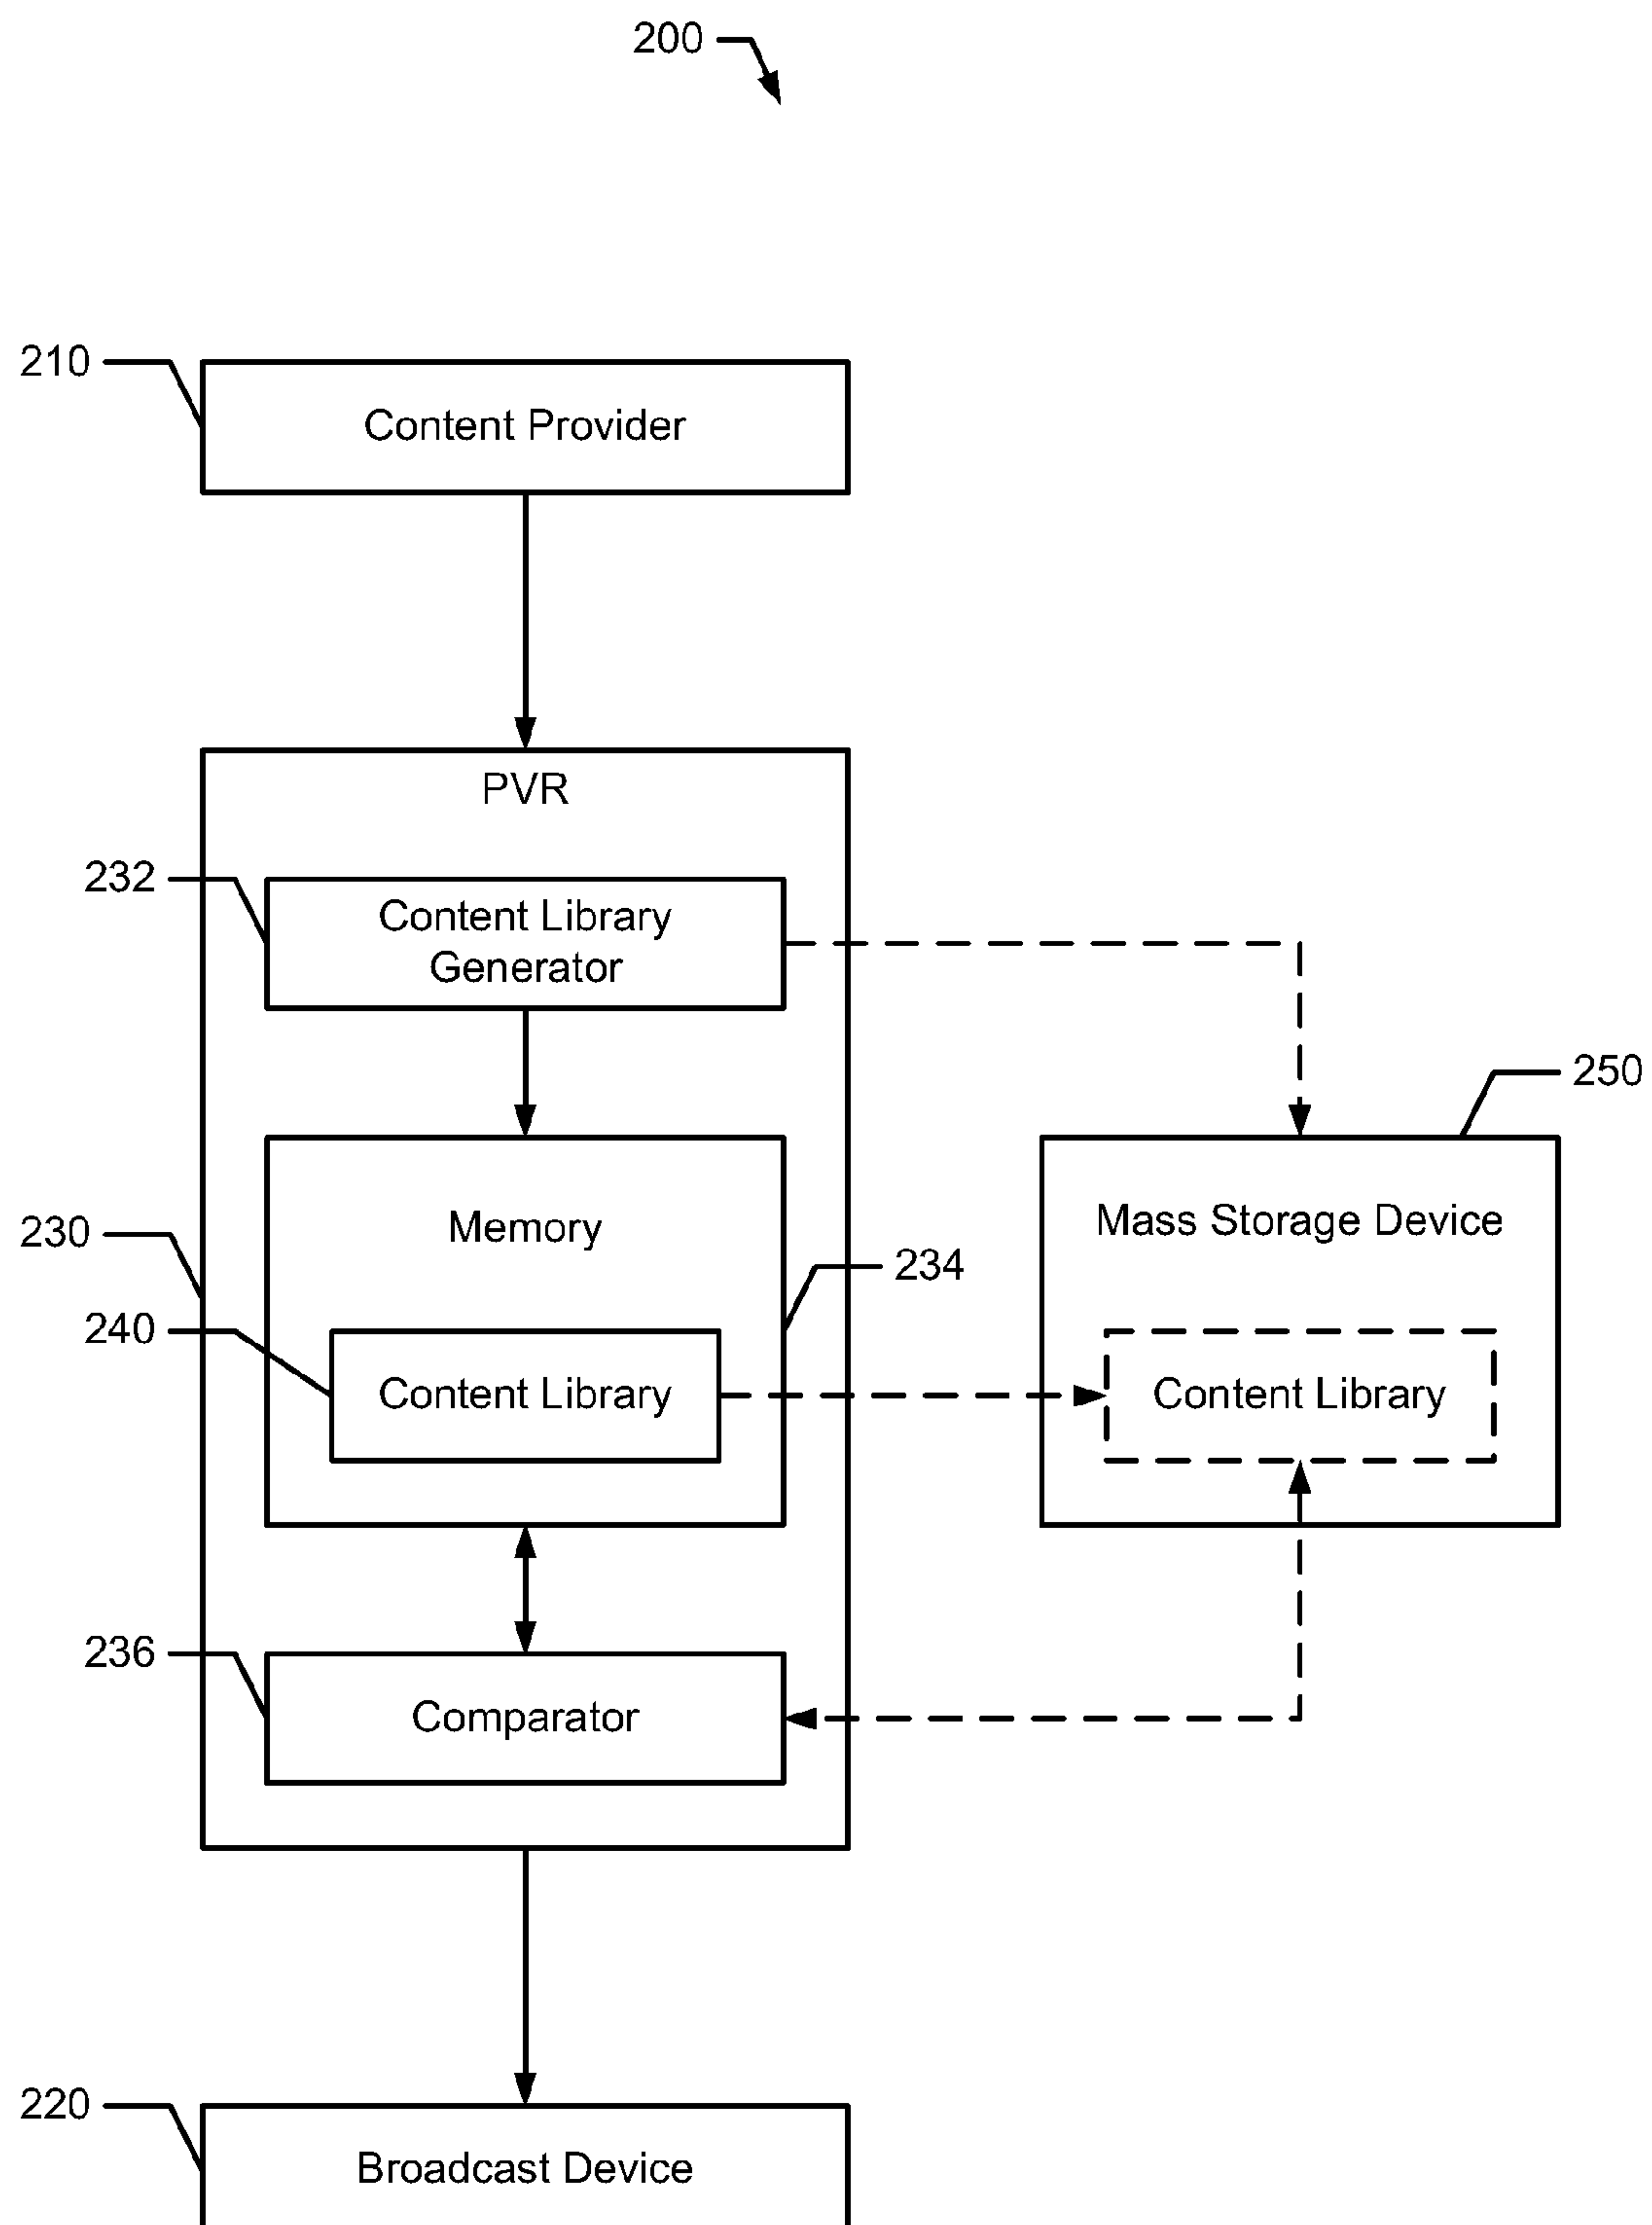 200
210
Content Provider
PVR
232
Content Library
Generator
250
Mass Storage Device
230
Memory
234
240
Content Library
Content Library
236
Comparator
220
Broadcast Device